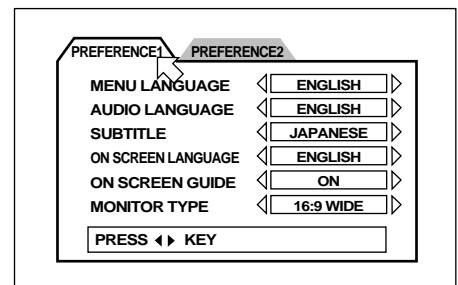 PREFERENCE1 PREFERENCE2
MENU LANGUAGE ENGLISH
AUDIO LANGUAGE ENGLISH
SUBTITLE JAPANESE
ON SCREEN LANGUAGE ENGLISH
ON SCREEN GUIDE ON
MONITOR TYPE 16:9 WIDE
PRESS ◀ ▶ KEY